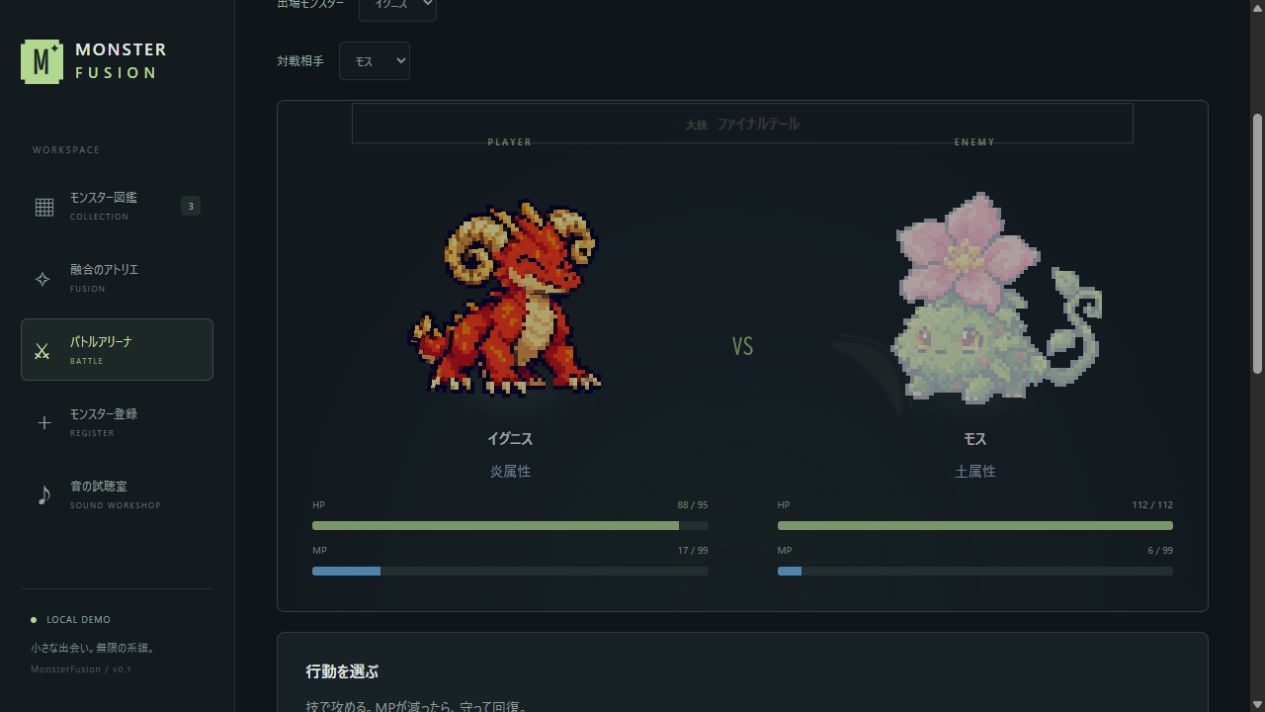 MONSTER
FUSION
WORKSPACE
モンスター図鑑
COLLECTION
3
融合のアトリエ
FUSION
バトルアリーナ
BATTLE
モンスター登録
REGISTER
音の試聴室
SOUND WORKSHOP
LOCAL DEMO
小さな出会い。無限の系譜。
MonsterFusion / v0.1
出場モンスター イグニス
対戦相手 モス
大技 ファイナルテール
PLAYER
ENEMY
VS
イグニス
炎属性
HP 88 / 95
MP 17 / 99
モス
土属性
HP 112 / 112
MP 6 / 99
行動を選ぶ
技で攻める。MPが減ったら、守って回復。